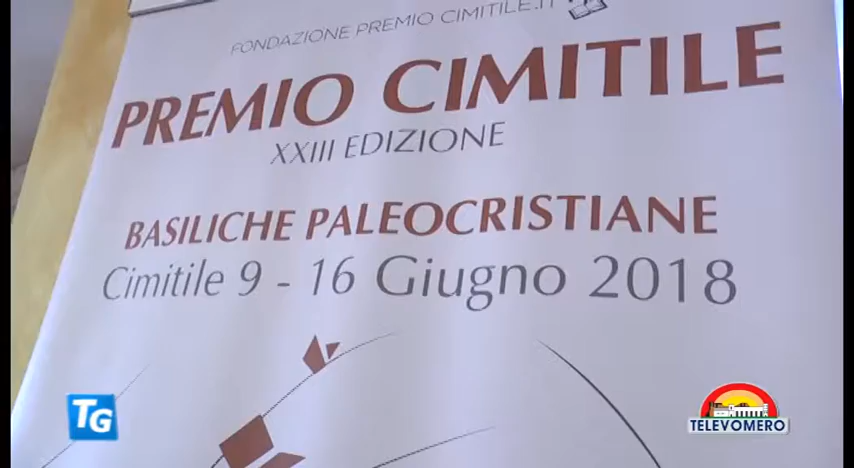 FONDAZIONE PREMIO CIMITILE.IT
PREMIO CIMITILE
XXIII EDIZIONE
BASILICHE PALEOCRISTIANE
Cimitile 9 - 16 Giugno 2018
TG
TELEVOMERO